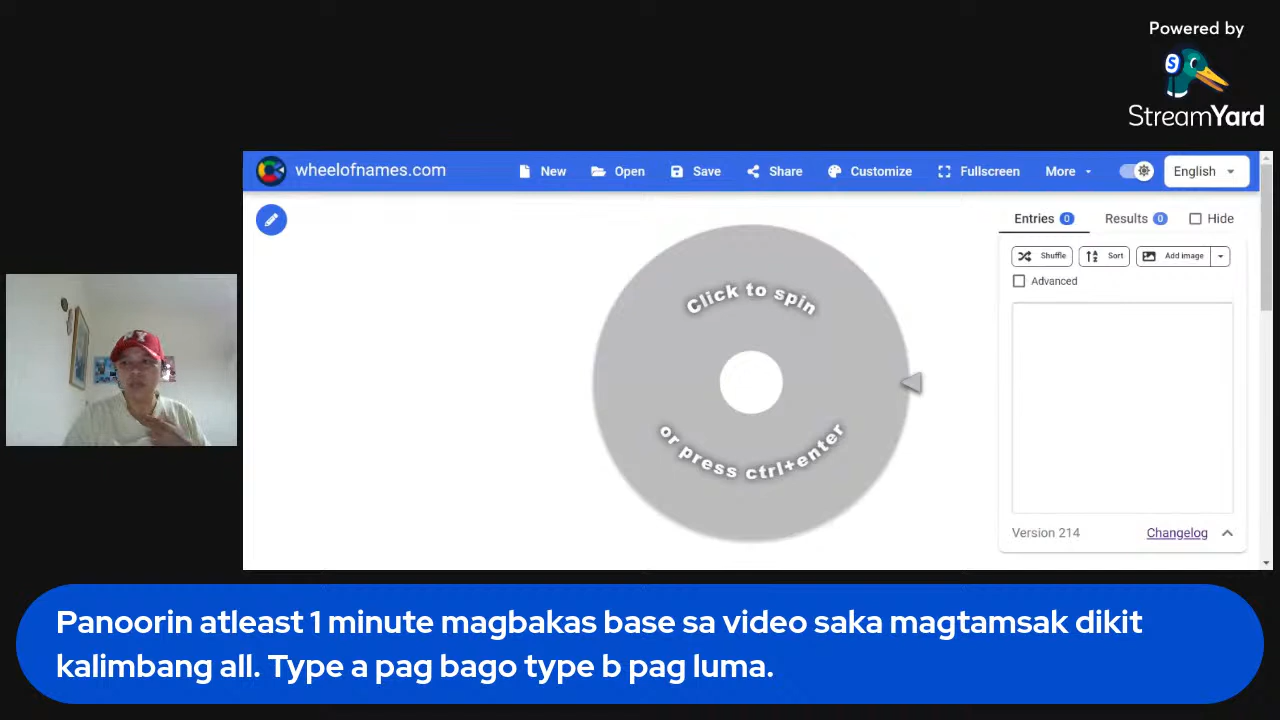 Powered by
StreamYard
wheelofnames.com New Open Save Share Customize Fullscreen More English
Entries 0 Results 0 Hide
Shuffle Sort Add image
Advanced
Click to spin
or press ctrl+enter
Version 214 Changelog
Panoorin atleast 1 minute magbakas base sa video saka magtamsak dikit
kalimbang all. Type a pag bago type b pag luma.